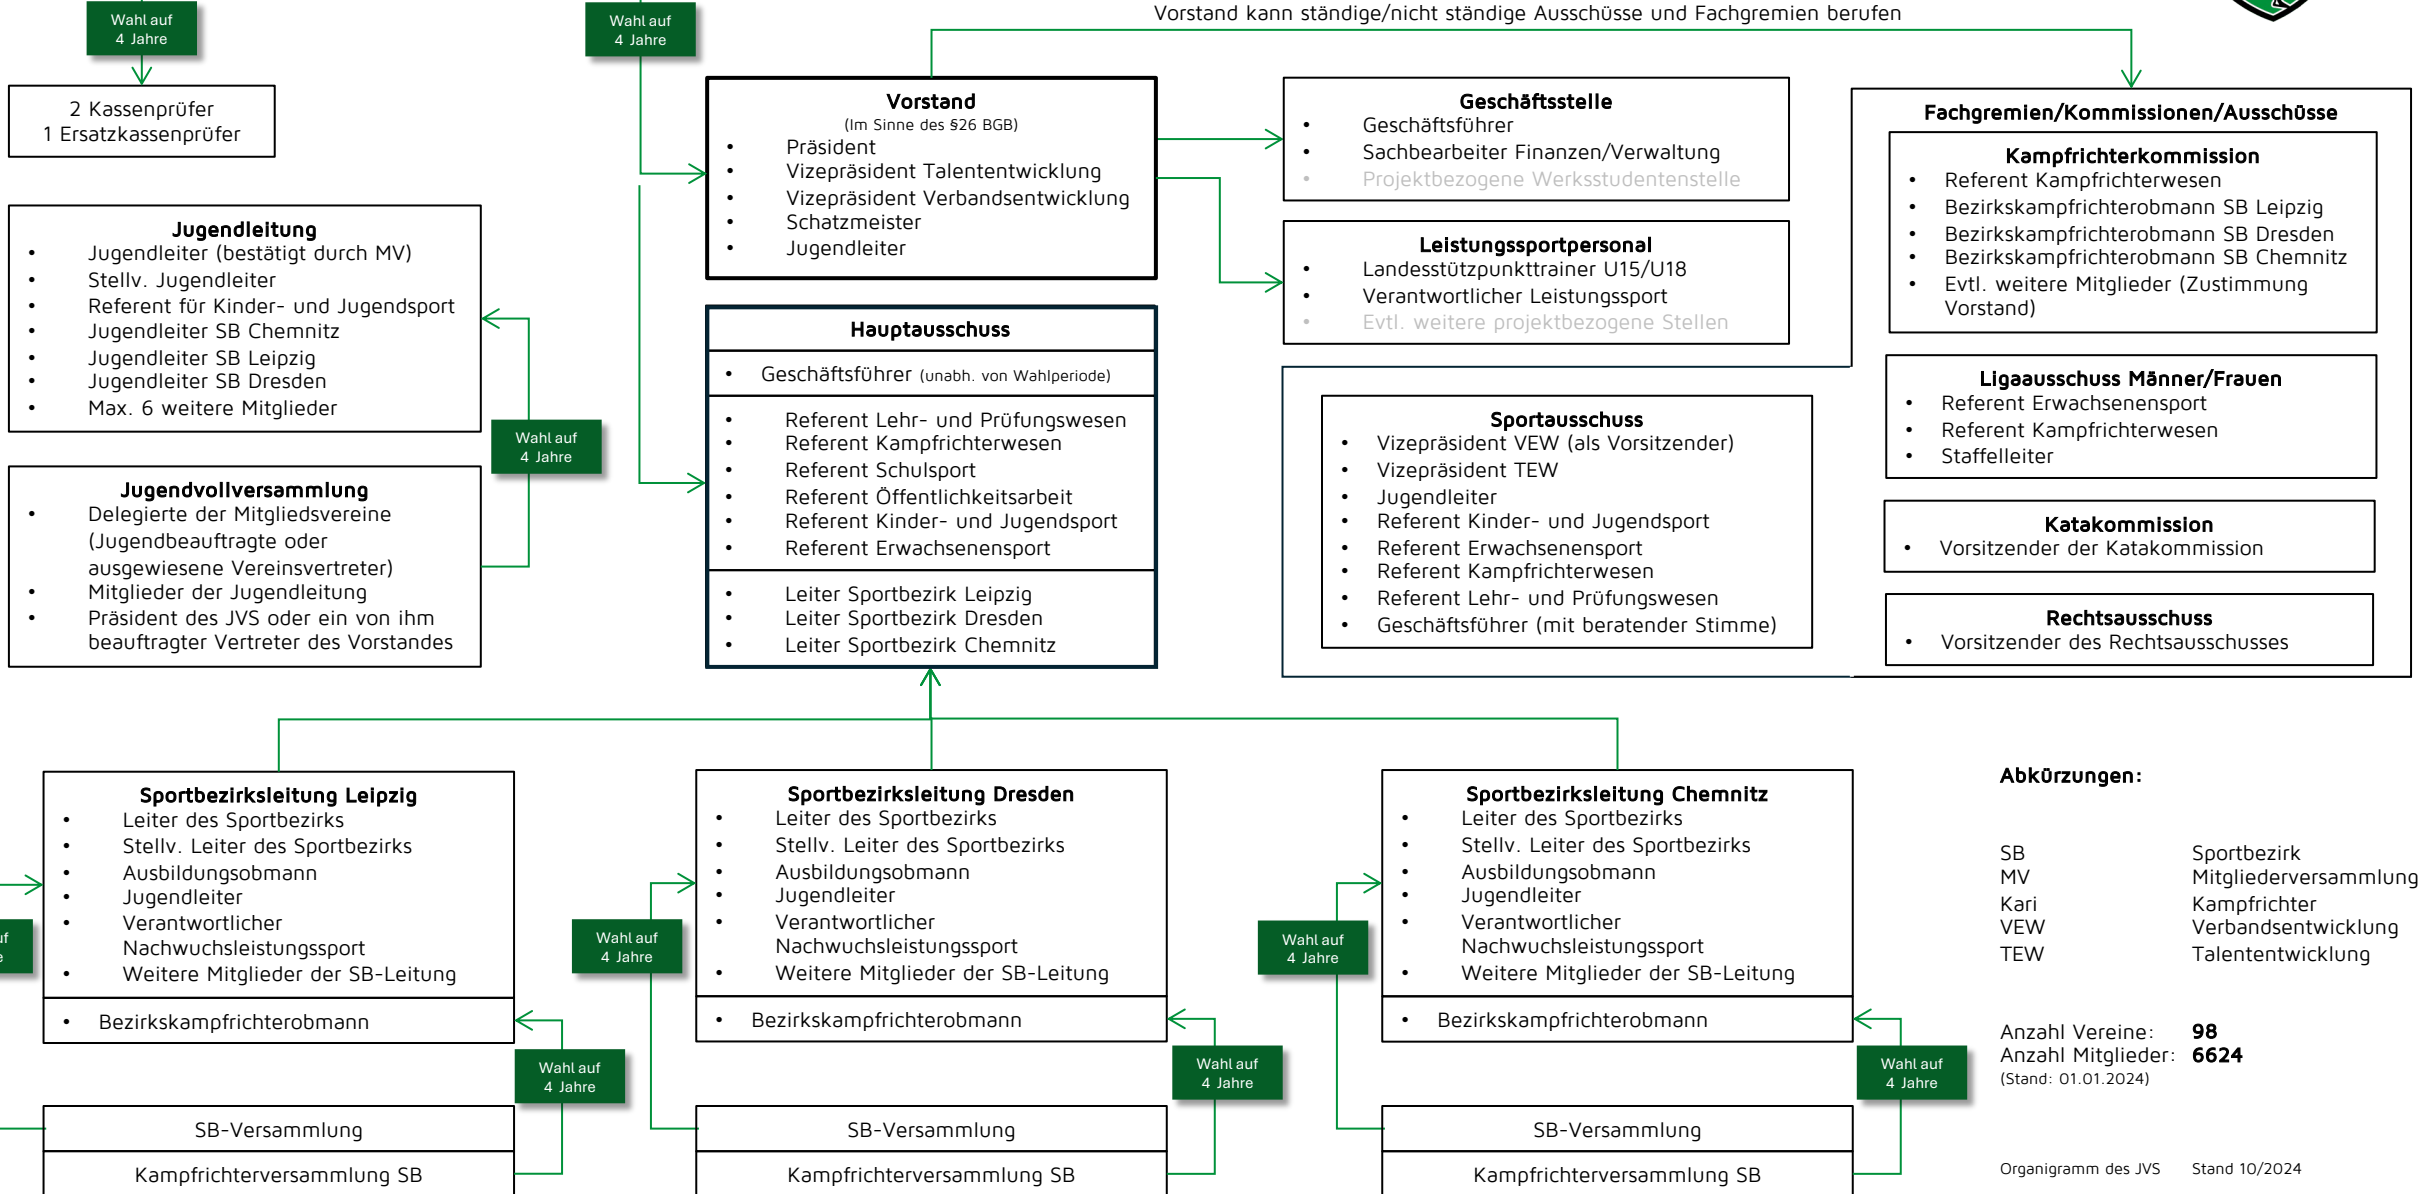 Vorstand kann ständige/nicht ständige Ausschüsse und Fachgremien berufen
Wahl auf
4 Jahre
Wahl auf
4 Jahre
2 Kassenprüfer
1 Ersatzkassenprüfer
Jugendleitung
• Jugendleiter (bestätigt durch MV)
• Stellv. Jugendleiter
• Referent für Kinder- und Jugendsport
• Jugendleiter SB Chemnitz
• Jugendleiter SB Leipzig
• Jugendleiter SB Dresden
• Max. 6 weitere Mitglieder
Wahl auf
4 Jahre
Jugendvollversammlung
• Delegierte der Mitgliedsvereine
(Jugendbeauftragte oder
ausgewiesene Vereinsvertreter)
• Mitglieder der Jugendleitung
• Präsident des JVS oder ein von ihm
beauftragter Vertreter des Vorstandes
Vorstand
(Im Sinne des §26 BGB)
• Präsident
• Vizepräsident Talententwicklung
• Vizepräsident Verbandsentwicklung
• Schatzmeister
• Jugendleiter
Hauptausschuss
• Geschäftsführer (unabh. von Wahlperiode)
• Referent Lehr- und Prüfungswesen
• Referent Kampfrichterwesen
• Referent Schulsport
• Referent Öffentlichkeitsarbeit
• Referent Kinder- und Jugendsport
• Referent Erwachsenensport
• Leiter Sportbezirk Leipzig
• Leiter Sportbezirk Dresden
• Leiter Sportbezirk Chemnitz
Geschäftsstelle
• Geschäftsführer
• Sachbearbeiter Finanzen/Verwaltung
• Projektbezogene Werksstudentenstelle
Leistungssportpersonal
• Landesstützpunkttrainer U15/U18
• Verantwortlicher Leistungssport
• Evtl. weitere projektbezogene Stellen
Sportausschuss
• Vizepräsident VEW (als Vorsitzender)
• Vizepräsident TEW
• Jugendleiter
• Referent Kinder- und Jugendsport
• Referent Erwachsenensport
• Referent Kampfrichterwesen
• Referent Lehr- und Prüfungswesen
• Geschäftsführer (mit beratender Stimme)
Fachgremien/Kommissionen/Ausschüsse
Kampfrichterkommission
• Referent Kampfrichterwesen
• Bezirkskampfrichterobmann SB Leipzig
• Bezirkskampfrichterobmann SB Dresden
• Bezirkskampfrichterobmann SB Chemnitz
• Evtl. weitere Mitglieder (Zustimmung
Vorstand)
Ligaausschuss Männer/Frauen
• Referent Erwachsenensport
• Referent Kampfrichterwesen
• Staffelleiter
Katakommission
• Vorsitzender der Katakommission
Rechtsausschuss
• Vorsitzender des Rechtsausschusses
Sportbezirksleitung Leipzig
• Leiter des Sportbezirks
• Stellv. Leiter des Sportbezirks
• Ausbildungsobmann
• Jugendleiter
• Verantwortlicher
Nachwuchsleistungssport
• Weitere Mitglieder der SB-Leitung
• Bezirkskampfrichterobmann
Wahl auf
4 Jahre
SB-Versammlung
Kampfrichterversammlung SB
Wahl auf
4 Jahre
Sportbezirksleitung Dresden
• Leiter des Sportbezirks
• Stellv. Leiter des Sportbezirks
• Ausbildungsobmann
• Jugendleiter
• Verantwortlicher
Nachwuchsleistungssport
• Weitere Mitglieder der SB-Leitung
• Bezirkskampfrichterobmann
Wahl auf
4 Jahre
SB-Versammlung
Kampfrichterversammlung SB
Wahl auf
4 Jahre
Sportbezirksleitung Chemnitz
• Leiter des Sportbezirks
• Stellv. Leiter des Sportbezirks
• Ausbildungsobmann
• Jugendleiter
• Verantwortlicher
Nachwuchsleistungssport
• Weitere Mitglieder der SB-Leitung
• Bezirkskampfrichterobmann
Wahl auf
4 Jahre
SB-Versammlung
Kampfrichterversammlung SB
Abkürzungen:
SB Sportbezirk
MV Mitgliederversammlung
Kari Kampfrichter
VEW Verbandsentwicklung
TEW Talententwicklung
Anzahl Vereine: 98
Anzahl Mitglieder: 6624
(Stand: 01.01.2024)
Organigramm des JVS Stand 10/2024